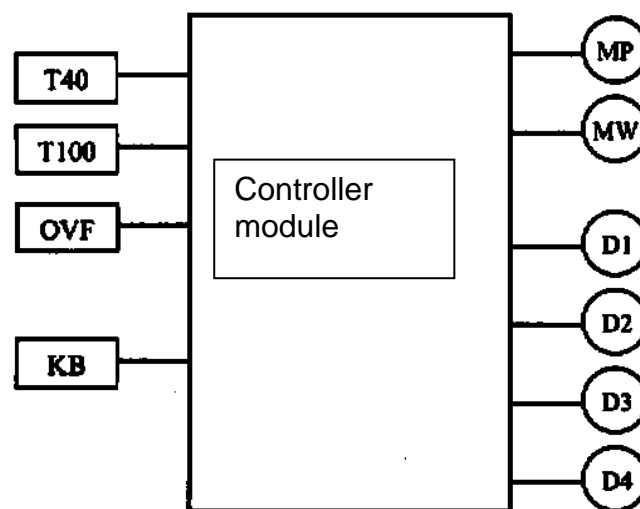 T40
T100
OVF
KB
Controller
module
MP
MW
D1
D2
D3
D4